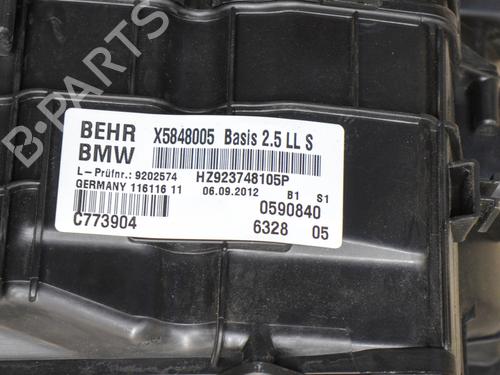 B-PARTS
BEHR X5848005 Basis 2.5 LL S
BMW
L-Prüfnr.: 9202574 HZ923748105P
GERMANY 116116 11 06.09.2012 B1 S1
0590840
C773904 6328 05